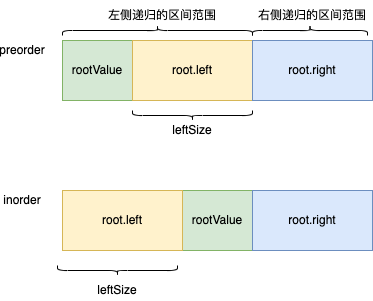 左侧递归的区间范围 右侧递归的区间范围
preorder
rootValue root.left root.right
leftSize
inorder
root.left rootValue root.right
leftSize